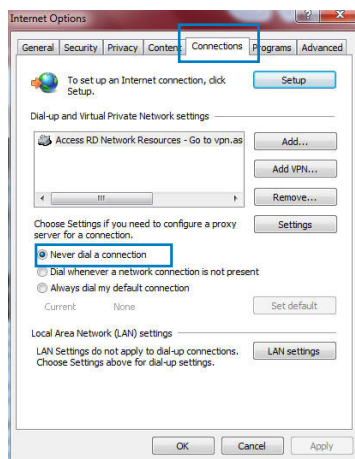 Internet Options
General Security Privacy Content Connections Programs Advanced
To set up an Internet connection, click
Setup.
Setup
Dial-up and Virtual Private Network settings
Access RD Network Resources - Go to vpn.as
Add...
Add VPN...
Remove...
Choose Settings if you need to configure a proxy
server for a connection.
Settings
Never dial a connection
Dial whenever a network connection is not present
Always dial my default connection
Current None
Set default
Local Area Network (LAN) settings
LAN Settings do not apply to dial-up connections.
Choose Settings above for dial-up settings.
LAN settings
OK Cancel Apply